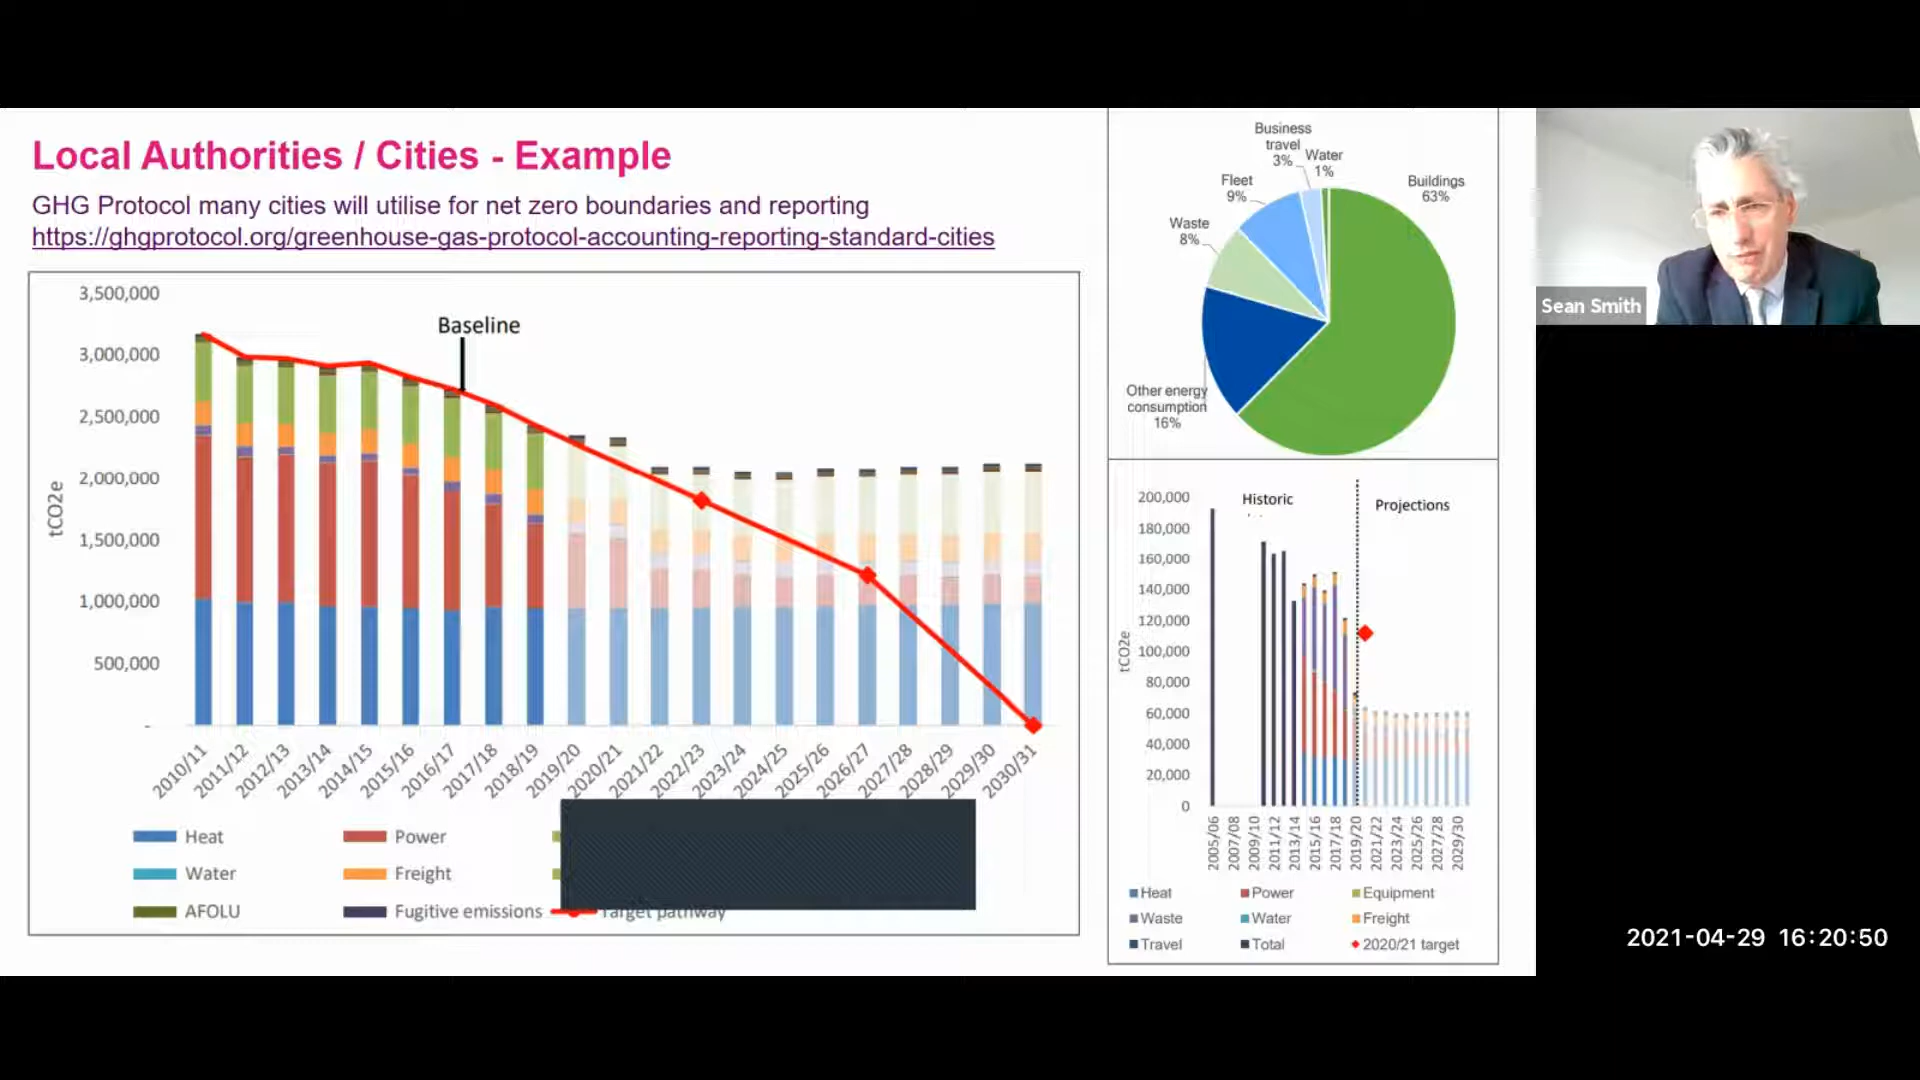 Local Authorities / Cities - Example
GHG Protocol many cities will utilise for net zero boundaries and reporting
https://ghgprotocol.org/greenhouse-gas-protocol-accounting-reporting-standard-cities
3,500,000
3,000,000
2,500,000
2,000,000
1,500,000
1,000,000
500,000
-
tCO2e
Baseline
2010/11
2011/12
2012/13
2013/14
2014/15
2015/16
2016/17
2017/18
2018/19
2019/20
2020/21
2021/22
2022/23
2023/24
2024/25
2025/26
2026/27
2027/28
2028/29
2029/30
2030/31
Heat
Power
Water
Freight
AFOLU
Fugitive emissions
Target pathway
Business
travel
3%
Water
1%
Fleet
9%
Buildings
63%
Waste
8%
Other energy
consumption
16%
Historic
Projections
200,000
180,000
160,000
140,000
120,000
100,000
80,000
60,000
40,000
20,000
0
tCO2e
2005/06
2007/08
2009/10
2011/12
2013/14
2015/16
2017/18
2019/20
2021/22
2023/24
2025/26
2027/28
2029/30
Heat
Power
Equipment
Waste
Water
Freight
Travel
Total
2020/21 target
Sean Smith
2021-04-29 16:20:50